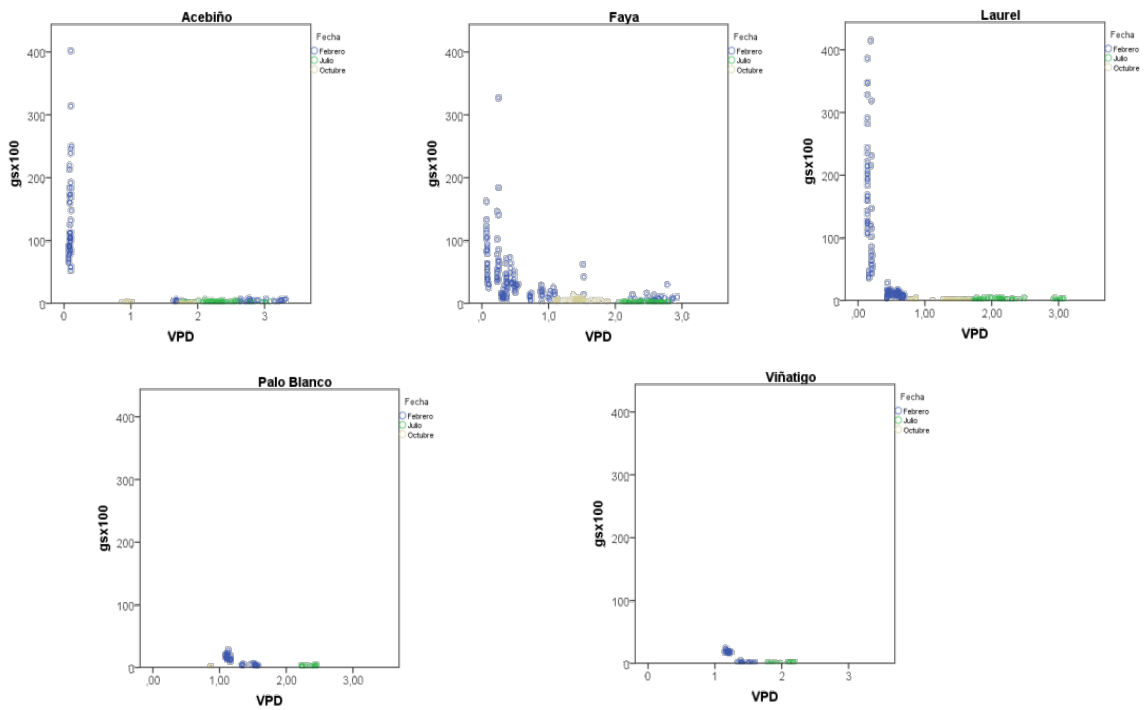 Acebiño
Fecha
Febrero
Julio
Octubre
400
300
200
100
0
0
1
2
3
gsx100
VPD
Faya
Fecha
Febrero
Julio
Octubre
400
300
200
100
0
,0
1,0
2,0
3,0
gsx100
VPD
Laurel
Fecha
Febrero
Julio
Octubre
400
300
200
100
0
,00
1,00
2,00
3,00
gsx100
VPD
Palo Blanco
Fecha
Febrero
Julio
Octubre
400
300
200
100
0
,00
1,00
2,00
3,00
gsx100
VPD
Viñatigo
Fecha
Febrero
Julio
Octubre
400
300
200
100
0
0
1
2
3
gsx100
VPD